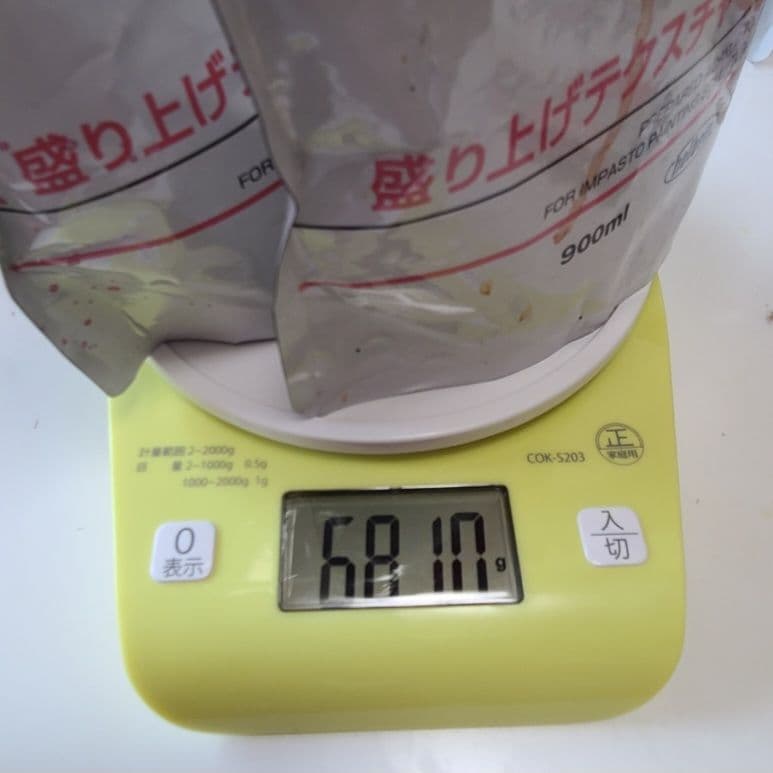 盛り上げテ
FOR
盛り上げテクスチャ
PREPARED
FOR IMPASTO PAINTING
900ml
計量範囲 2~2000g
目 量 2~1000g 0.5g
1000~2000g 1g
COK-S203
正
家庭用
0
表示
入
切
g